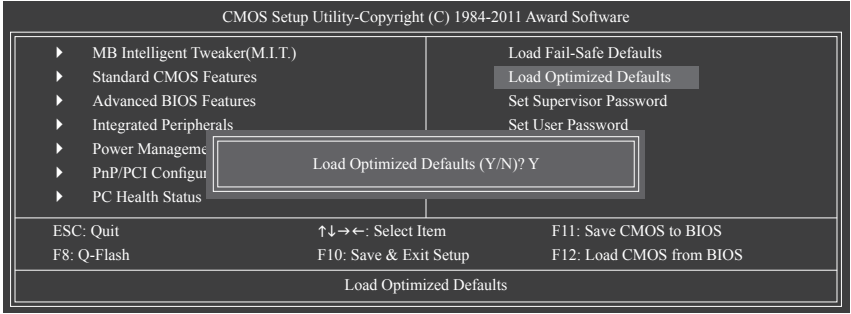 CMOS Setup Utility-Copyright (C) 1984-2011 Award Software
MB Intelligent Tweaker(M.I.T.)
Standard CMOS Features
Advanced BIOS Features
Integrated Peripherals
Power Manageme
PnP/PCI Configur
PC Health Status
Load Fail-Safe Defaults
Load Optimized Defaults
Set Supervisor Password
Set User Password
Load Optimized Defaults (Y/N)? Y
ESC: Quit ↑↓→←: Select Item F11: Save CMOS to BIOS
F8: Q-Flash F10: Save & Exit Setup F12: Load CMOS from BIOS
Load Optimized Defaults